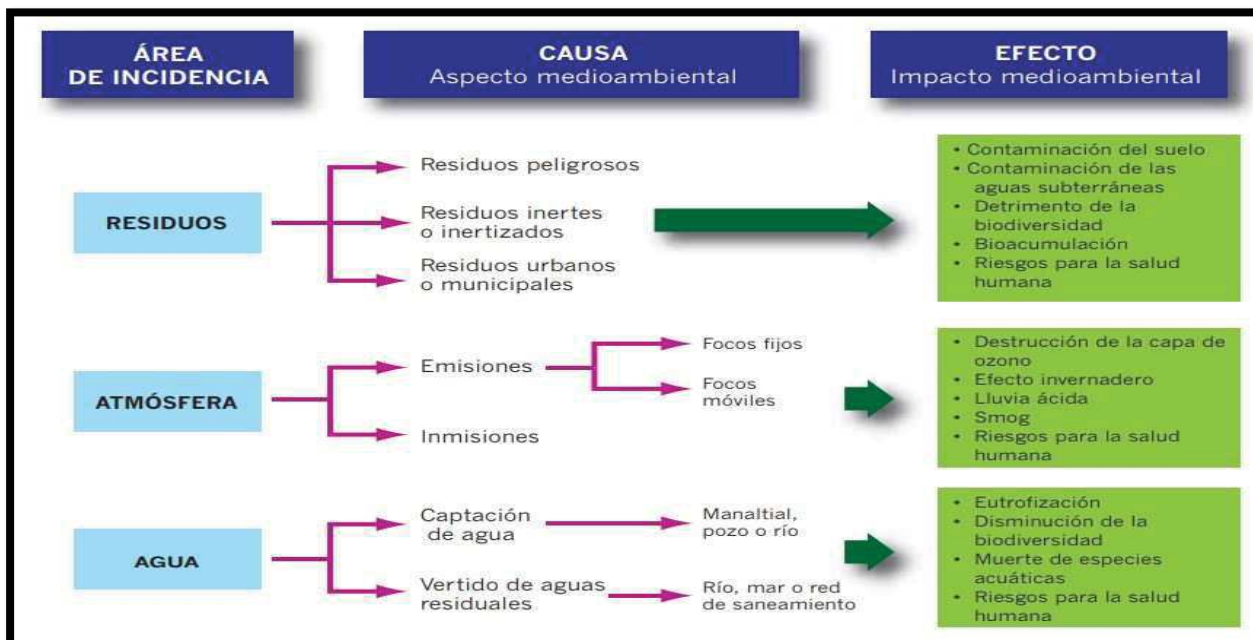 ÁREA
DE INCIDENCIA
CAUSA
Aspecto medioambiental
EFECTO
Impacto medioambiental
RESIDUOS
Residuos peligrosos
Residuos inertes
o inertizados
Residuos urbanos
o municipales
• Contaminación del suelo
• Contaminación de las
aguas subterráneas
• Detrimento de la
biodiversidad
• Bioacumulación
• Riesgos para la salud
humana
ATMÓSFERA
Emisiones
Focos fijos
Focos
móviles
Inmisiones
• Destrucción de la capa de
ozono
• Efecto invernadero
• Lluvia ácida
• Smog
• Riesgos para la salud
humana
AGUA
Captación
de agua
Manaltial,
pozo o río
Vertido de aguas
residuales
Río, mar o red
de saneamiento
• Eutrofización
• Disminución de la
biodiversidad
• Muerte de especies
acuáticas
• Riesgos para la salud
humana